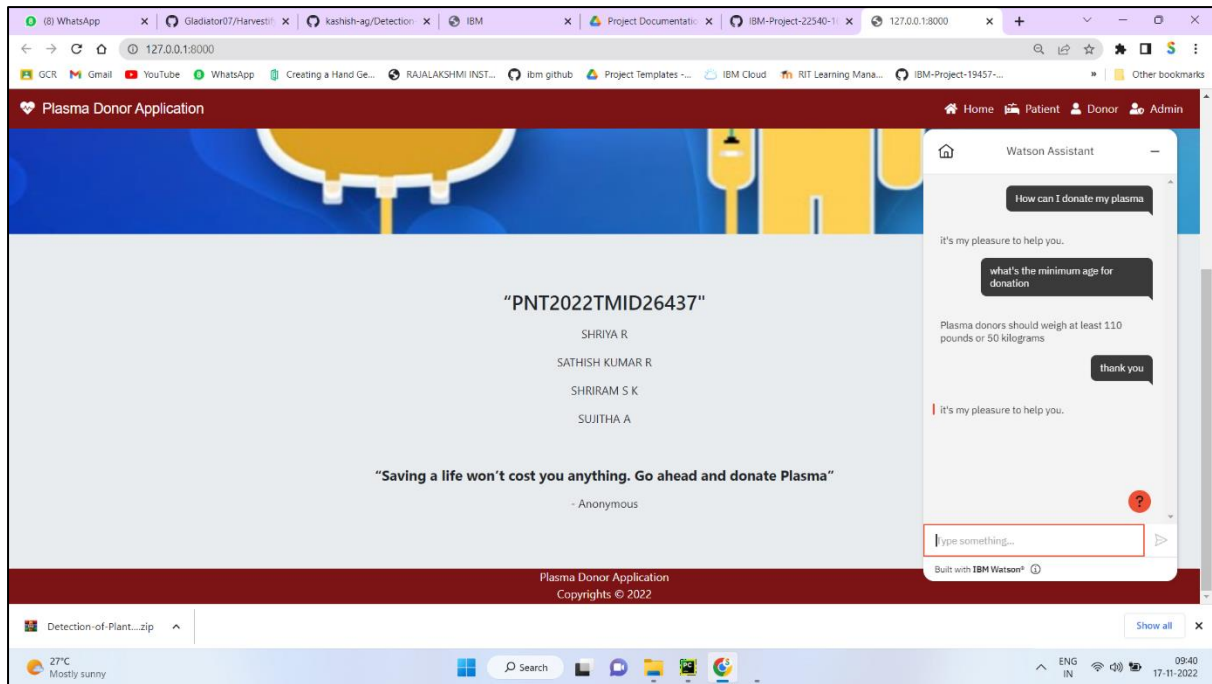 (8) WhatsApp
Gladiator07/Harvestif
kashish-ag/Detection-
IBM
Project Documentatio
IBM-Project-22540-1
127.0.0.1:8000
127.0.0.1:8000
GCR
Gmail
YouTube
WhatsApp
Creating a Hand Ge...
RAJALAKSHMI INST...
ibm github
Project Templates -...
IBM Cloud
RIT Learning Mana...
IBM-Project-19457-...
»
Other bookmarks
Plasma Donor Application
Home
Patient
Donor
Admin
Watson Assistant
How can I donate my plasma
it's my pleasure to help you.
what's the minimum age for
donation
Plasma donors should weigh at least 110
pounds or 50 kilograms
thank you
it's my pleasure to help you.
?
Type something...
Built with IBM Watson®
“PNT2022TMID26437"
SHRIYA R
SATHISH KUMAR R
SHRIRAM S K
SUJITHA A
“Saving a life won’t cost you anything. Go ahead and donate Plasma”
- Anonymous
Plasma Donor Application
Copyrights © 2022
Detection-of-Plant....zip
Show all
27°C
Mostly sunny
Search
ENG
IN
09:40
17-11-2022